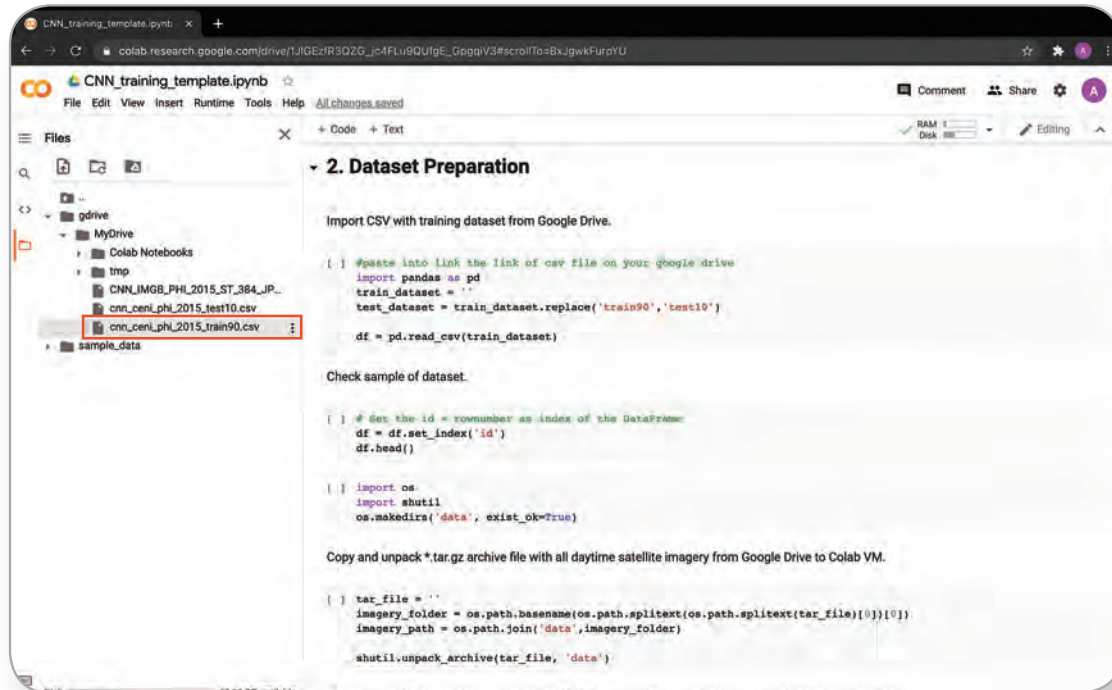 CNN_training_template.ipynb
colab.research.google.com/drive/1JIGEzfR3QZG_jc4FLu9QUfgE_GpgqiV3#scrollTo=BxJgwkFurpYU
CNN_training_template.ipynb
File Edit View Insert Runtime Tools Help All changes saved
Comment Share A
Files
+ Code + Text
RAM
Disk
Editing
..
gdrive
MyDrive
Colab Notebooks
tmp
CNN_IMGB_PHI_2015_ST_384_JP...
cnn_ceni_phi_2015_test10.csv
cnn_ceni_phi_2015_train90.csv
sample_data
2. Dataset Preparation
Import CSV with training dataset from Google Drive.
[ ] #paste into link the link of csv file on your google drive
import pandas as pd
train_dataset = ''
test_dataset = train_dataset.replace('train90','test10')
df = pd.read_csv(train_dataset)
Check sample of dataset.
[ ] # Set the id - rownumber as index of the DataFrame
df = df.set_index('id')
df.head()
[ ] import os
import shutil
os.makedirs('data', exist_ok=True)
Copy and unpack *.tar.gz archive file with all daytime satellite imagery from Google Drive to Colab VM.
[ ] tar_file = ''
imagery_folder = os.path.basename(os.path.splitext(os.path.splitext(tar_file)[0])[0])
imagery_path = os.path.join('data',imagery_folder)
shutil.unpack_archive(tar_file, 'data')